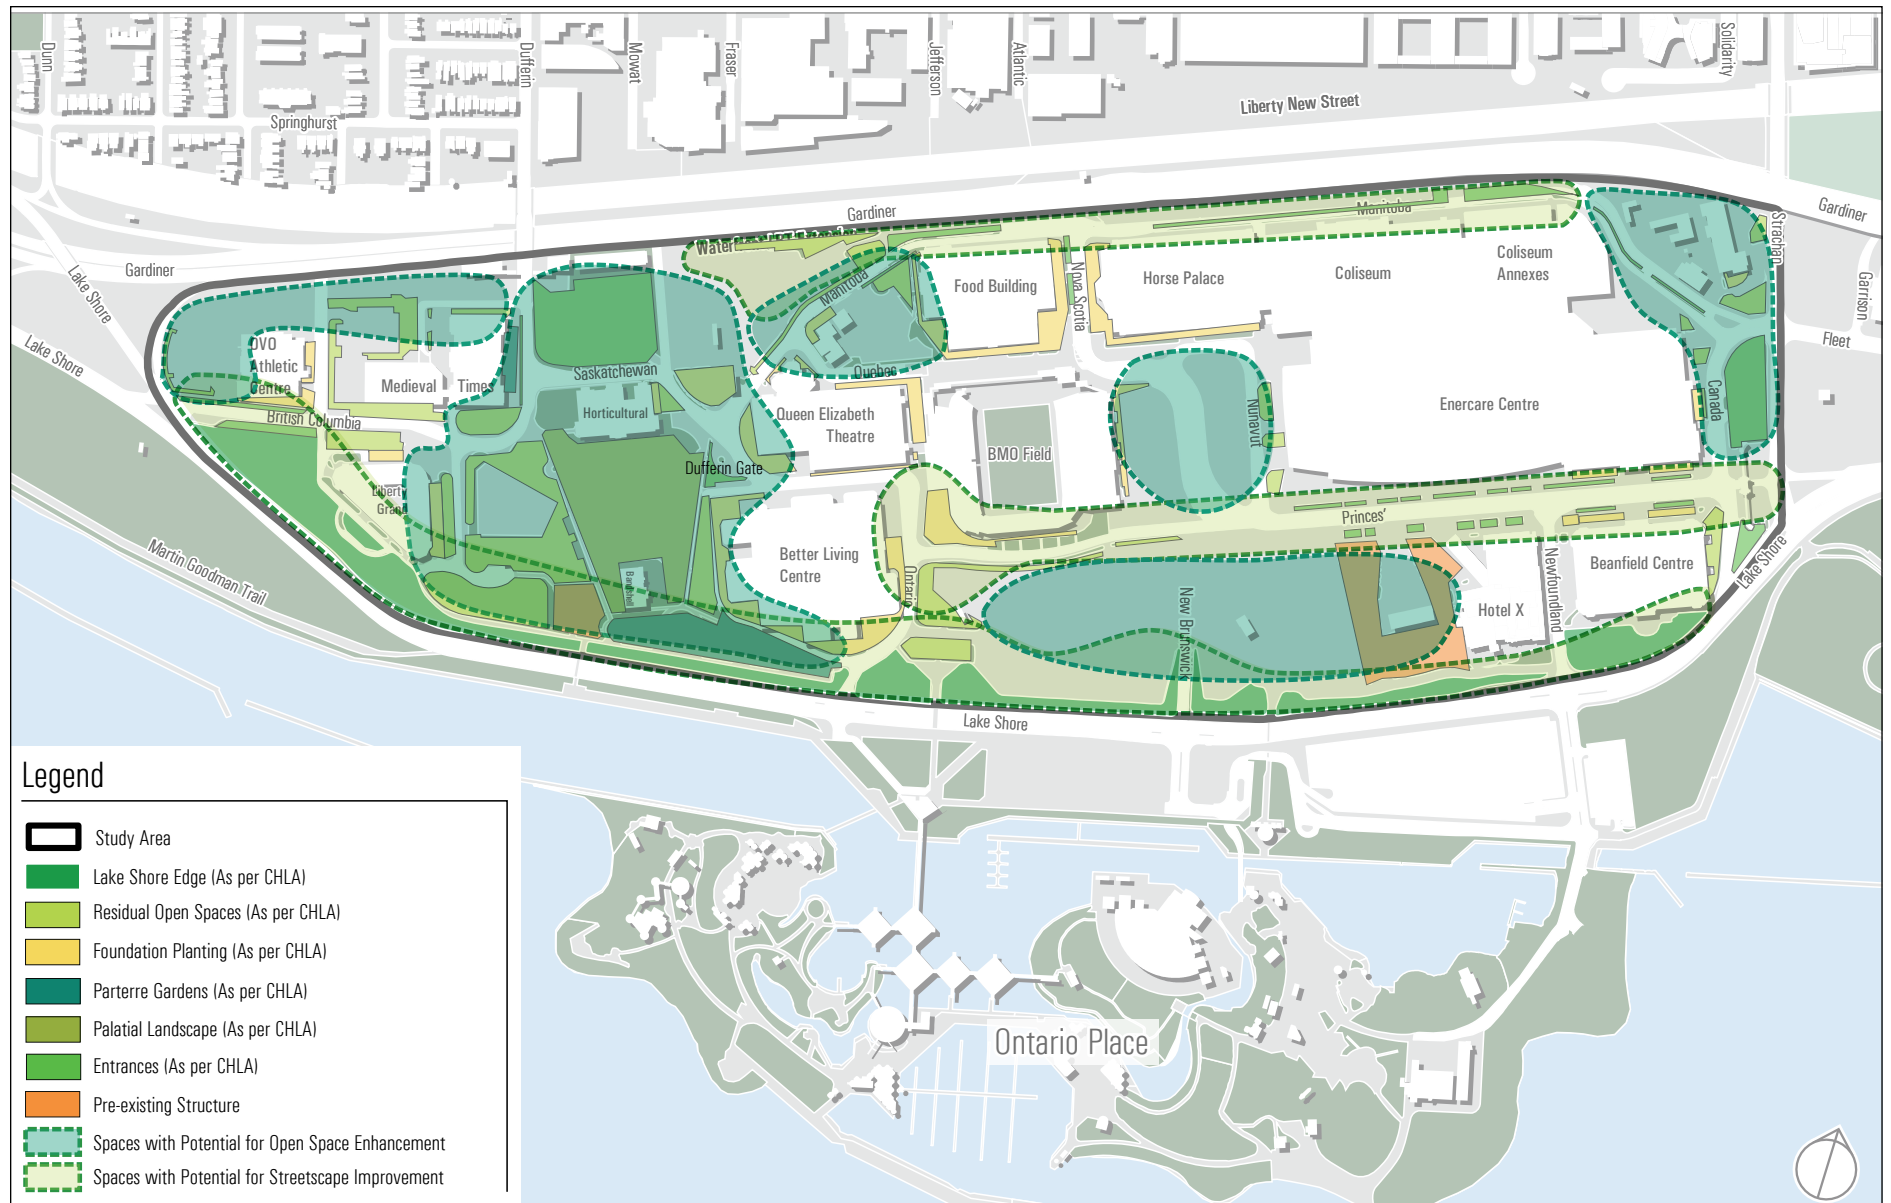 Dunn
Dufferin
Mowat
Fraser
Jefferson
Atlantic
Solidarity
Springhurst
Liberty New Street
Gardiner
Gardiner
Gardiner
Lake Shore
Lake Shore
Manitoba
Strachan
Garrison
Fleet
Manitoba
Food Building
Nova Scotia
Horse Palace
Coliseum
Coliseum
Annexes
OVO
Athletic
Centre
Medieval
Times
Saskatchewan
Quebec
Horticultural
Queen Elizabeth
Theatre
BMO Field
Nunavut
Enercare Centre
Canada
British Columbia
Dufferin Gate
Liberty
Grand
Princes'
Better Living
Centre
Bandshell
Ontario
New Brunswick
Hotel X
Newfoundland
Beanfield Centre
Lake Shore
Martin Goodman Trail
Lake Shore
Ontario Place
Legend
Study Area
Lake Shore Edge (As per CHLA)
Residual Open Spaces (As per CHLA)
Foundation Planting (As per CHLA)
Parterre Gardens (As per CHLA)
Palatial Landscape (As per CHLA)
Entrances (As per CHLA)
Pre-existing Structure
Spaces with Potential for Open Space Enhancement
Spaces with Potential for Streetscape Improvement